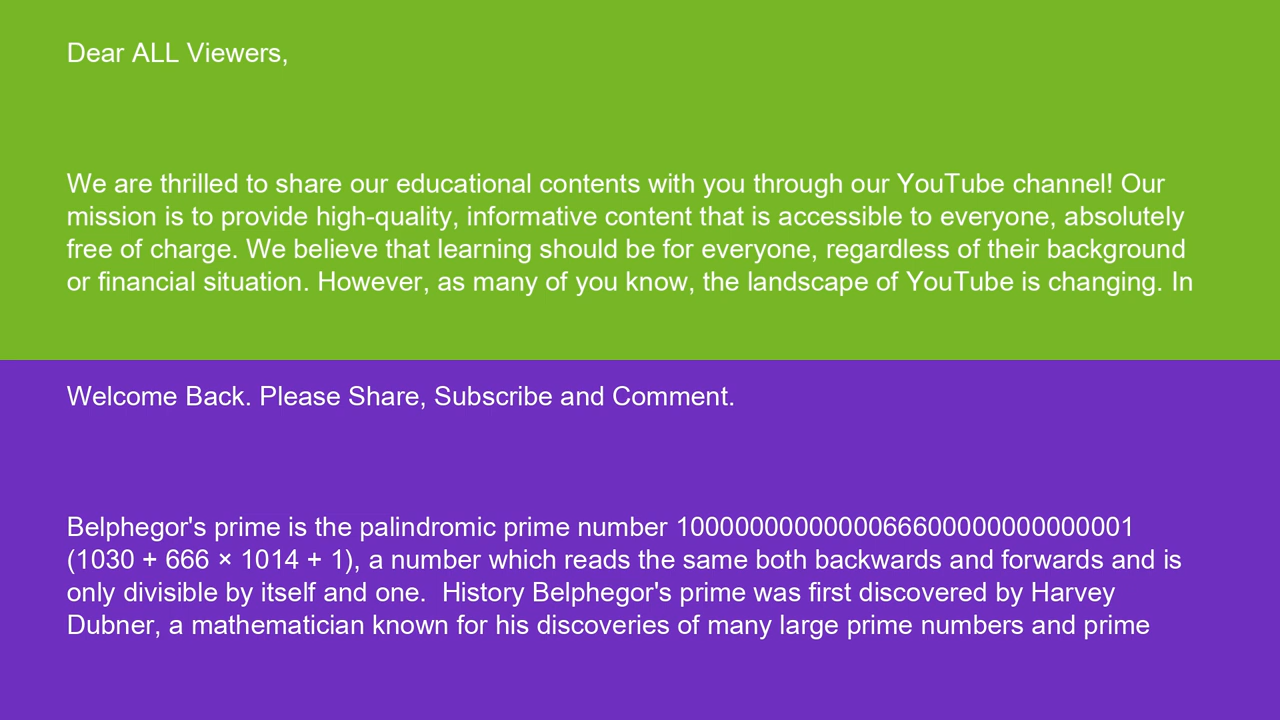 Dear ALL Viewers,
We are thrilled to share our educational contents with you through our YouTube channel! Our
mission is to provide high-quality, informative content that is accessible to everyone, absolutely
free of charge. We believe that learning should be for everyone, regardless of their background
or financial situation. However, as many of you know, the landscape of YouTube is changing. In
Welcome Back. Please Share, Subscribe and Comment.
Belphegor's prime is the palindromic prime number 1000000000000066600000000000001
(1030 + 666 × 1014 + 1), a number which reads the same both backwards and forwards and is
only divisible by itself and one.  History Belphegor's prime was first discovered by Harvey
Dubner, a mathematician known for his discoveries of many large prime numbers and prime